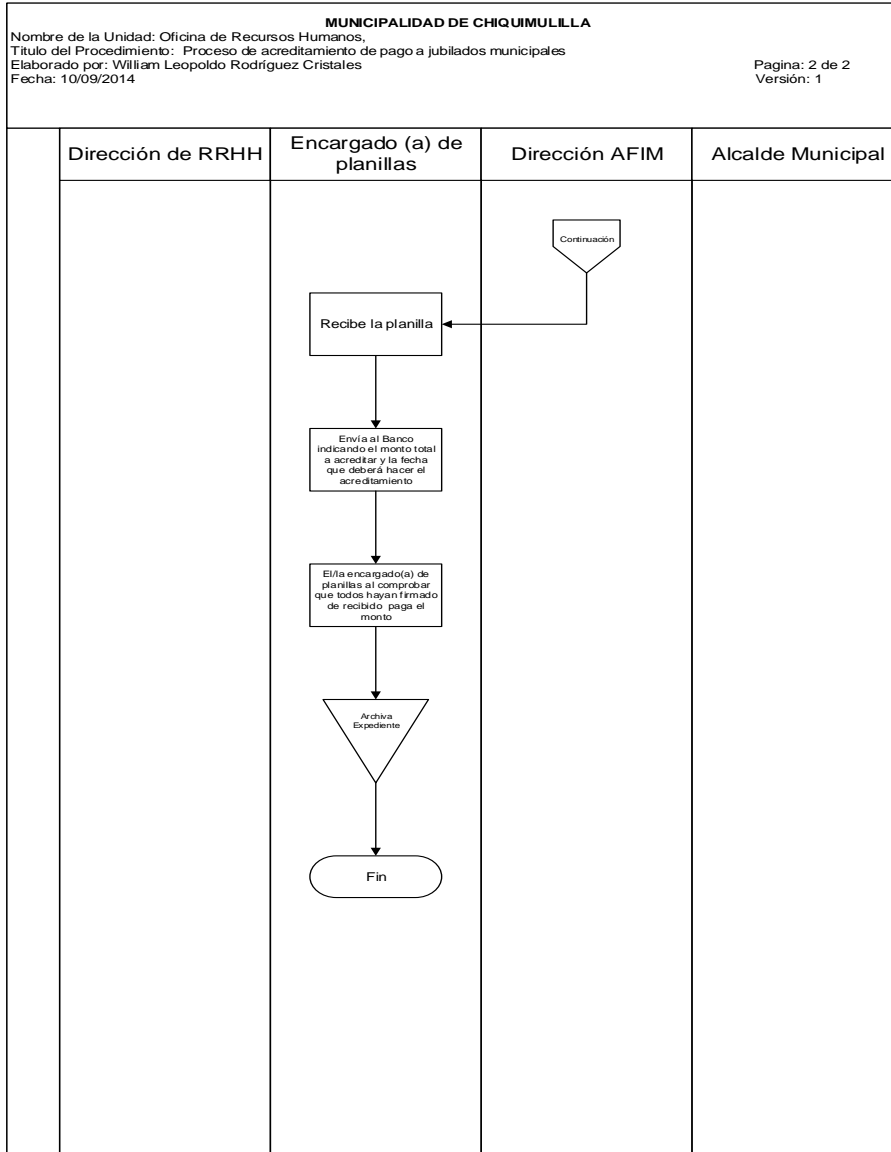 MUNICIPALIDAD DE CHIQUIMULILLA
Nombre de la Unidad: Oficina de Recursos Humanos,
Titulo del Procedimiento: Proceso de acreditamiento de pago a jubilados municipales
Elaborado por: William Leopoldo Rodríguez Cristales
Pagina: 2 de 2
Fecha: 10/09/2014
Versión: 1
Dirección de RRHH
Encargado (a) de
planillas
Dirección AFIM
Alcalde Municipal
Continuación
Recibe la planilla
Envía al Banco
indicando el monto total
a acreditar y la fecha
que deberá hacer el
acreditamiento
El/la encargado(a) de
planillas al comprobar
que todos hayan firmado
de recibido paga el
monto
Archiva
Expediente
Fin